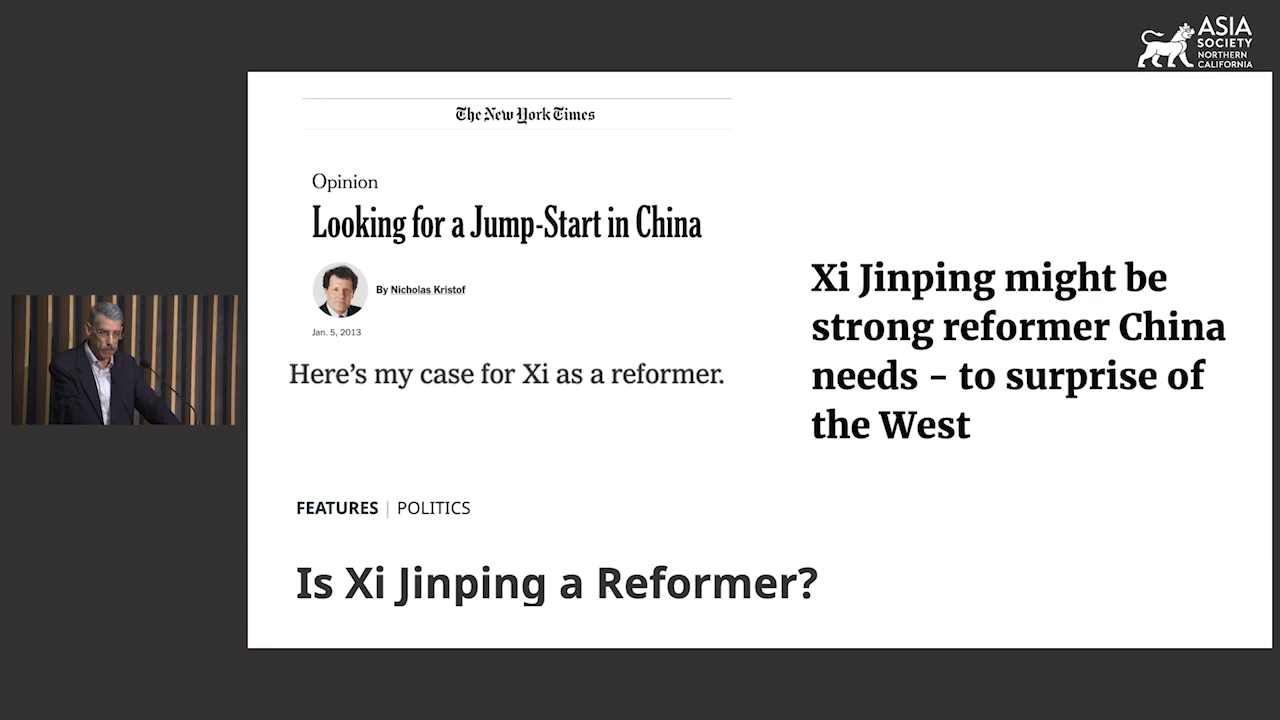 ASIA
SOCIETY
NORTHERN
CALIFORNIA
The New York Times
Opinion
Looking for a Jump-Start in China
By Nicholas Kristof
Jan. 5, 2013
Here's my case for Xi as a reformer.
Xi Jinping might be
strong reformer China
needs - to surprise of
the West
FEATURES | POLITICS
Is Xi Jinping a Reformer?